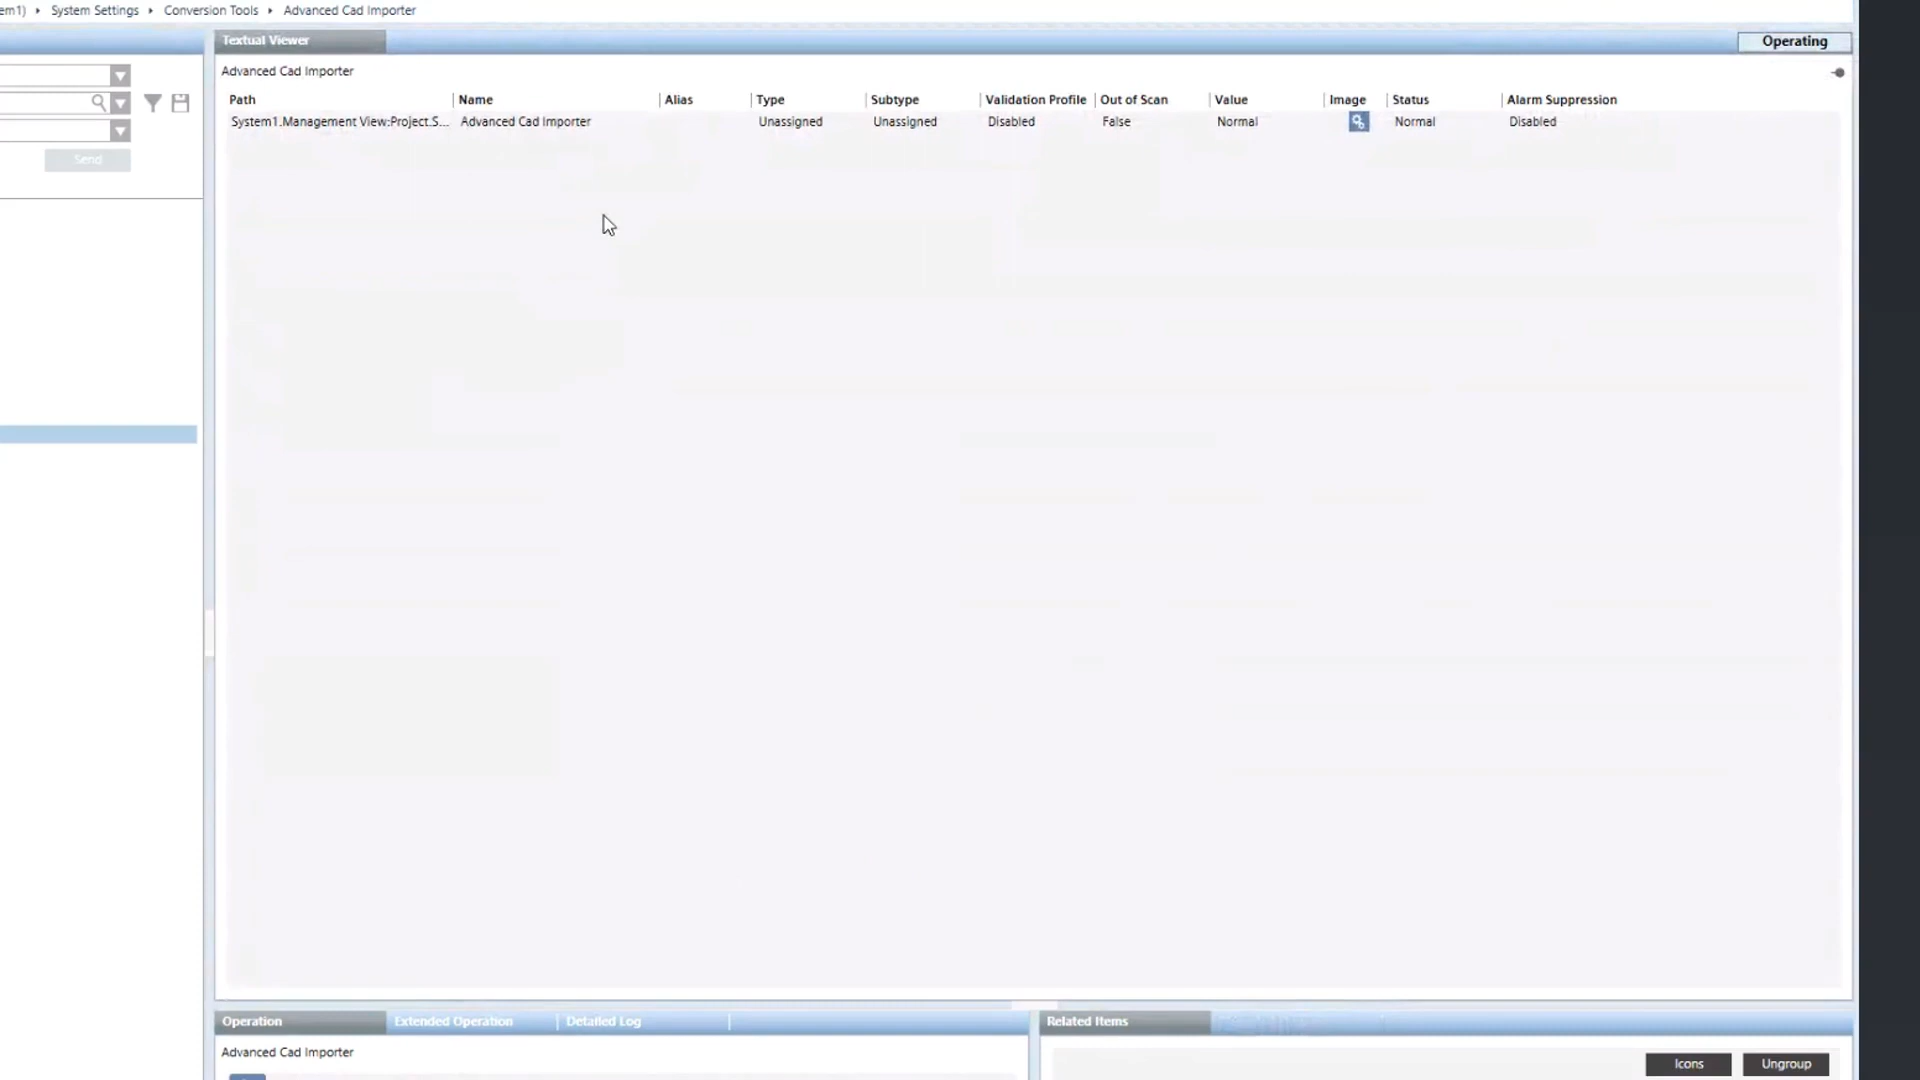 em1) ▸ System Settings ▸ Conversion Tools ▸ Advanced Cad Importer
Textual Viewer
Operating
Advanced Cad Importer
Path Name Alias Type Subtype Validation Profile Out of Scan Value Image Status Alarm Suppression
System1.Management View:Project.S... Advanced Cad Importer Unassigned Unassigned Disabled False Normal Normal Disabled
Send
Operation Extended Operation Detailed Log
Related Items
Advanced Cad Importer
Icons Ungroup